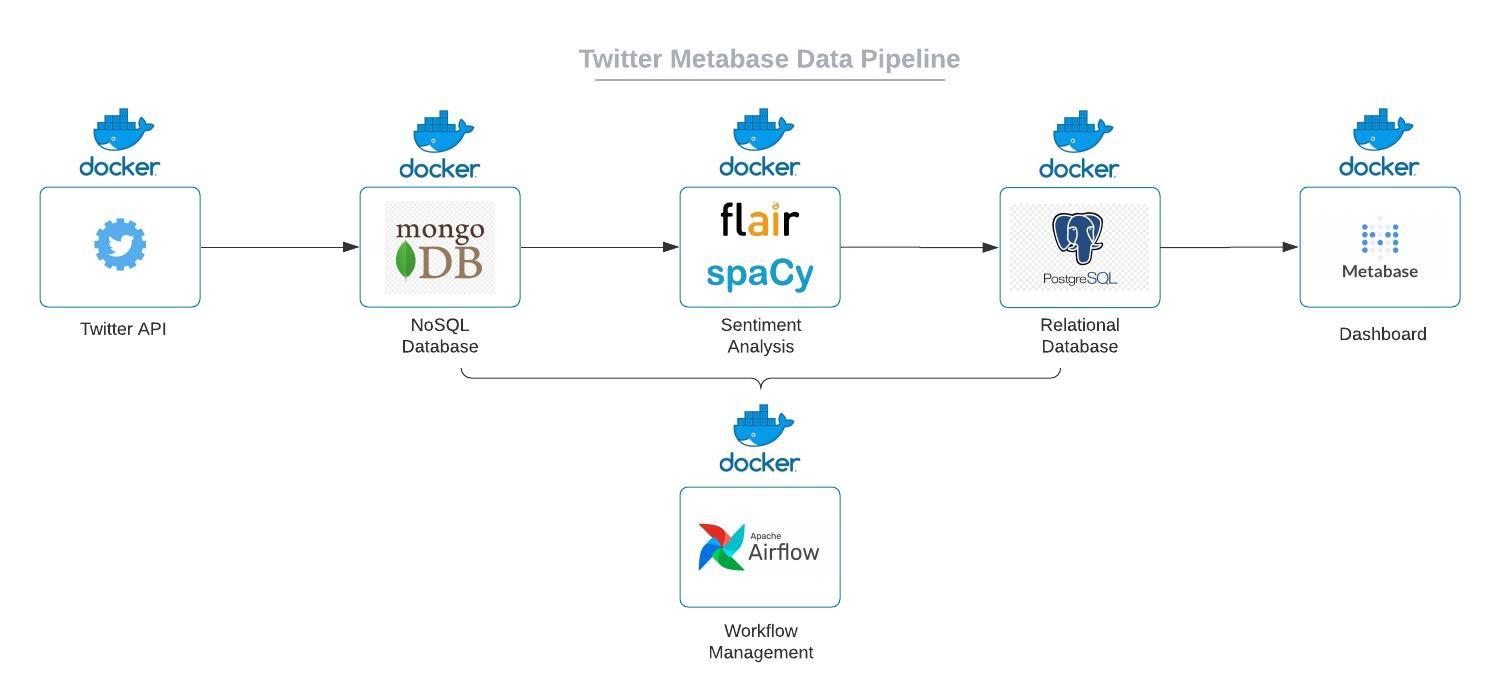 Twitter Metabase Data Pipeline
docker
docker
docker
docker
docker
mongo
DB
flair
spaCy
PostgreSQL
Metabase
Twitter API
NoSQL
Database
Sentiment
Analysis
Relational
Database
Dashboard
docker
Apache
Airflow
Workflow
Management